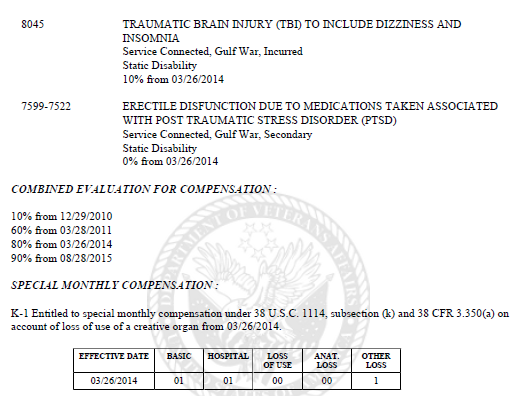 8045 TRAUMATIC BRAIN INJURY (TBI) TO INCLUDE DIZZINESS AND
INSOMNIA
Service Connected, Gulf War, Incurred
Static Disability
10% from 03/26/2014
7599-7522 ERECTILE DISFUNCTION DUE TO MEDICATIONS TAKEN ASSOCIATED
WITH POST TRAUMATIC STRESS DISORDER (PTSD)
Service Connected, Gulf War, Secondary
Static Disability
0% from 03/26/2014
COMBINED EVALUATION FOR COMPENSATION :
10% from 12/29/2010
60% from 03/28/2011
80% from 03/26/2014
90% from 08/28/2015
SPECIAL MONTHLY COMPENSATION :
K-1 Entitled to special monthly compensation under 38 U.S.C. 1114, subsection (k) and 38 CFR 3.350(a) on
account of loss of use of a creative organ from 03/26/2014.
EFFECTIVE DATE BASIC HOSPITAL LOSS OF USE ANAT. LOSS OTHER LOSS
03/26/2014 01 01 00 00 1